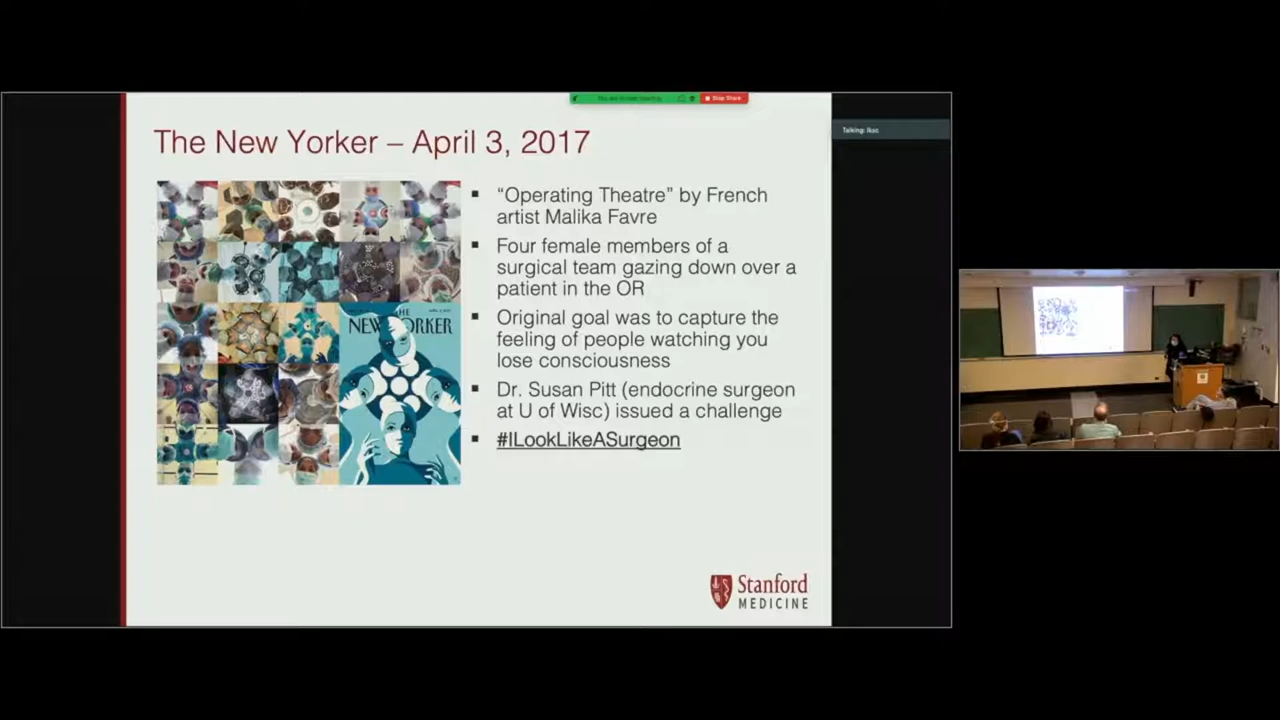 Stop Share
Talking:
The New Yorker – April 3, 2017
THE
NEW YORKER
▪ “Operating Theatre” by French
artist Malika Favre
▪ Four female members of a
surgical team gazing down over a
patient in the OR
▪ Original goal was to capture the
feeling of people watching you
lose consciousness
▪ Dr. Susan Pitt (endocrine surgeon
at U of Wisc) issued a challenge
▪ #ILookLikeASurgeon
Stanford
MEDICINE